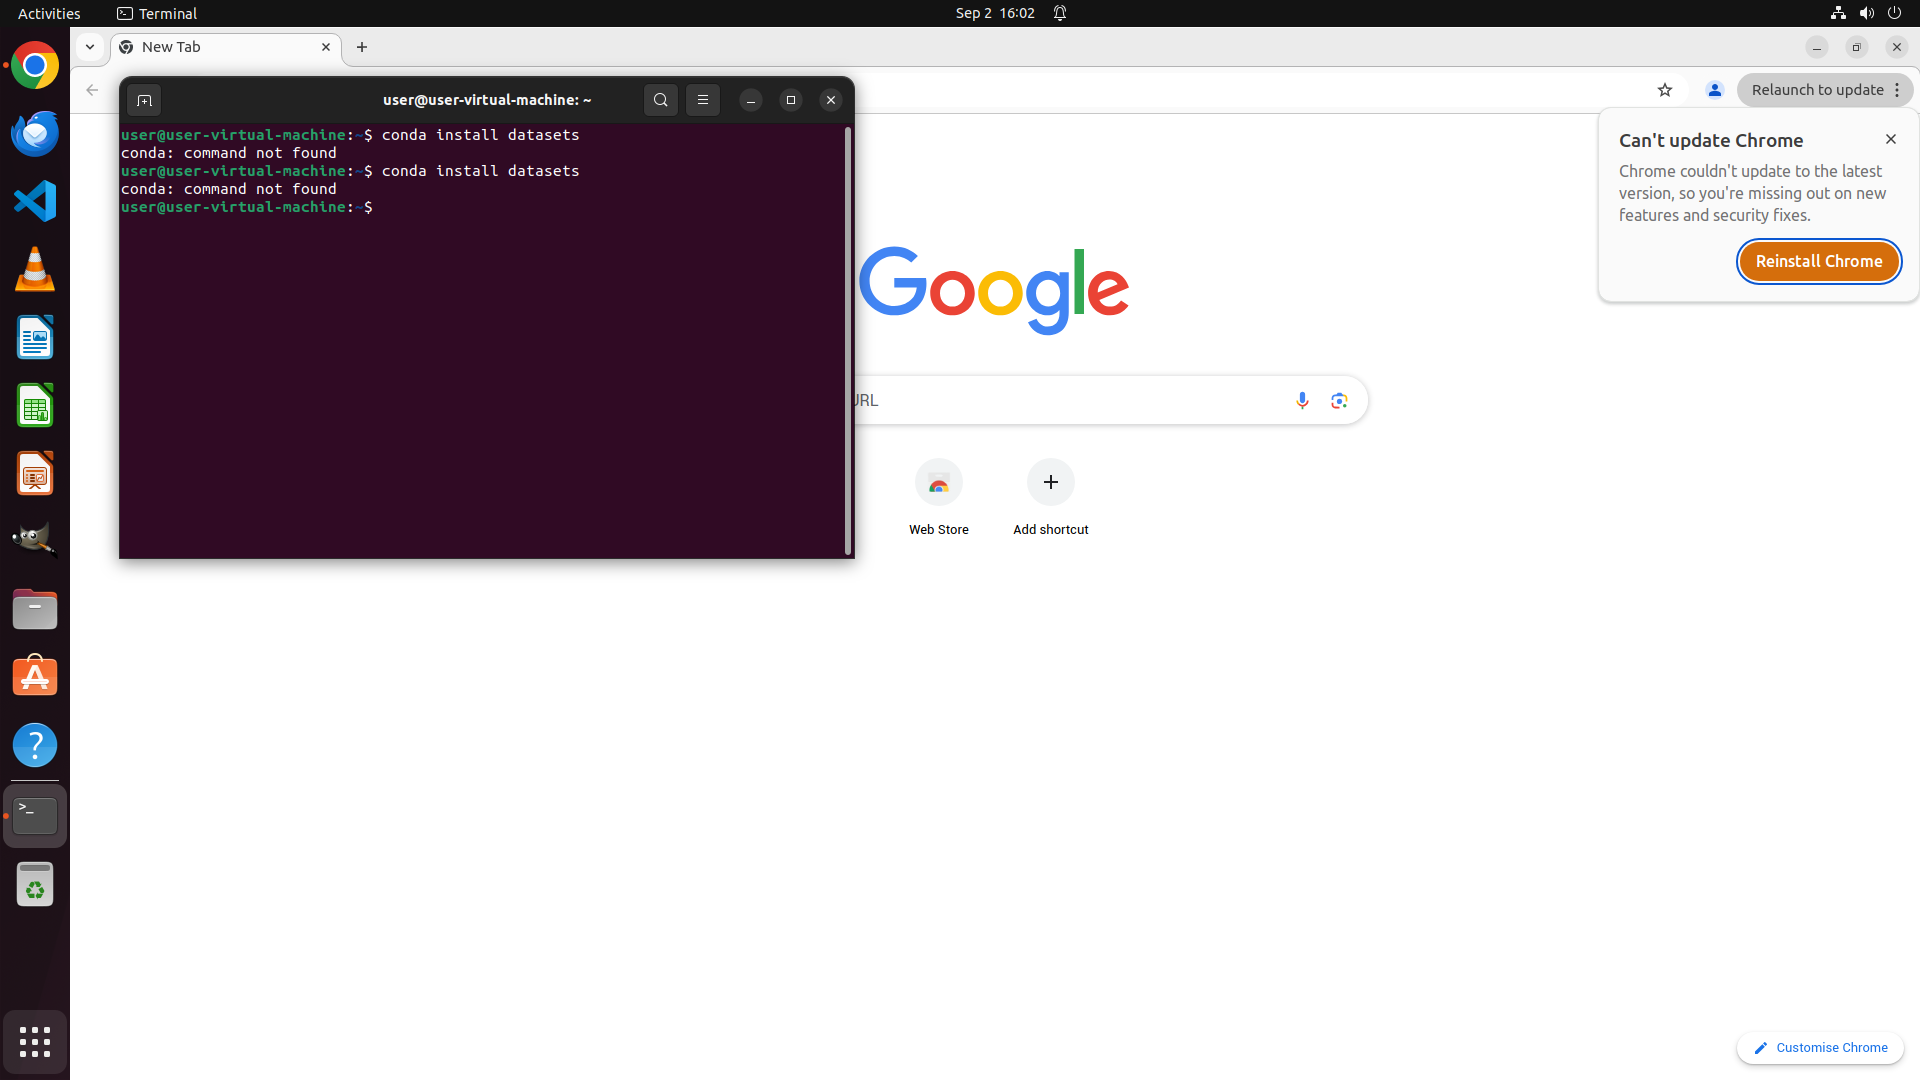 Activities
Terminal
Sep 2 16:02
New Tab
Relaunch to update
user@user-virtual-machine: ~
user@user-virtual-machine:~$ conda install datasets
conda: command not found
user@user-virtual-machine:~$ conda install datasets
conda: command not found
user@user-virtual-machine:~$
Can't update Chrome
Chrome couldn't update to the latest
version, so you're missing out on new
features and security fixes.
Reinstall Chrome
Google
URL
Web Store
Add shortcut
Customise Chrome